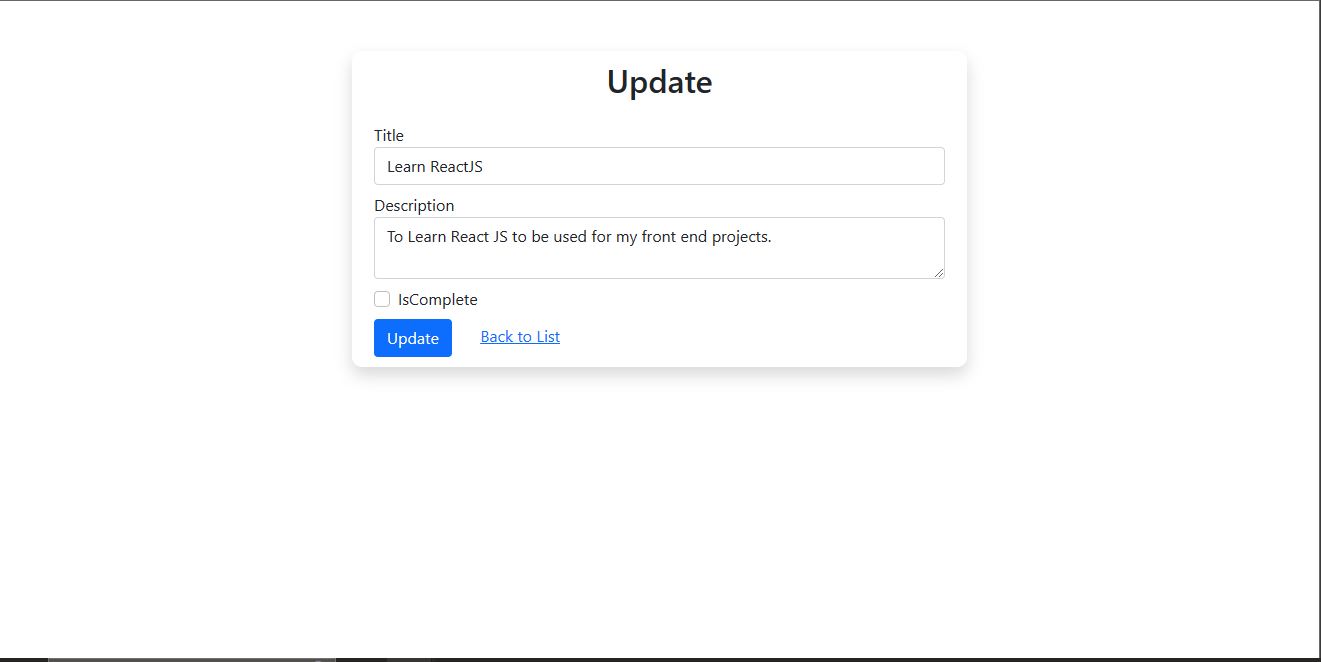 Update
Title
Learn ReactJS
Description
To Learn React JS to be used for my front end projects.
IsComplete
Update Back to List